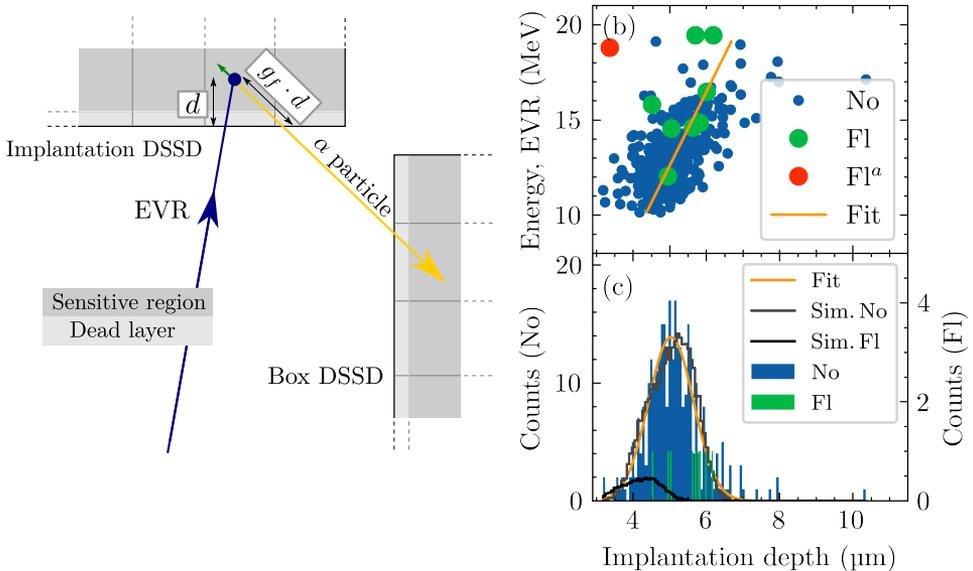 d
g_f · d
Implantation DSSD
α particle
EVR
Sensitive region
Dead layer
Box DSSD
(b)
Energy, EVR (MeV)
20
15
10
No
Fl
Fl^a
Fit
(c)
Counts (No)
20
10
0
Fit
Sim. No
Sim. Fl
No
Fl
4
2
0
Counts (Fl)
4 6 8 10
Implantation depth (µm)